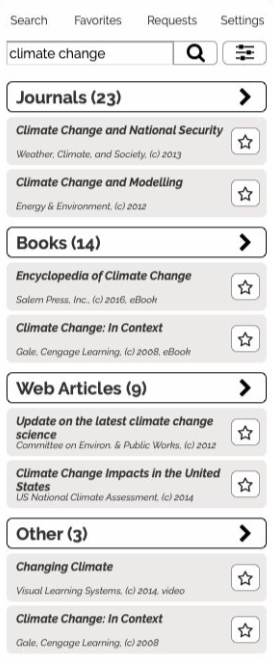 Search Favorites Requests Settings
climate change
Journals (23)
Climate Change and National Security
Weather, Climate, and Society, (c) 2013
Climate Change and Modelling
Energy & Environment, (c) 2012
Books (14)
Encyclopedia of Climate Change
Salem Press, Inc., (c) 2016, eBook
Climate Change: In Context
Gale, Cengage Learning, (c) 2008, eBook
Web Articles (9)
Update on the latest climate change
science
Committee on Environ. & Public Works, (c) 2012
Climate Change Impacts in the United
States
US National Climate Assessment, (c) 2014
Other (3)
Changing Climate
Visual Learning Systems, (c) 2014, video
Climate Change: In Context
Gale, Cengage Learning, (c) 2008